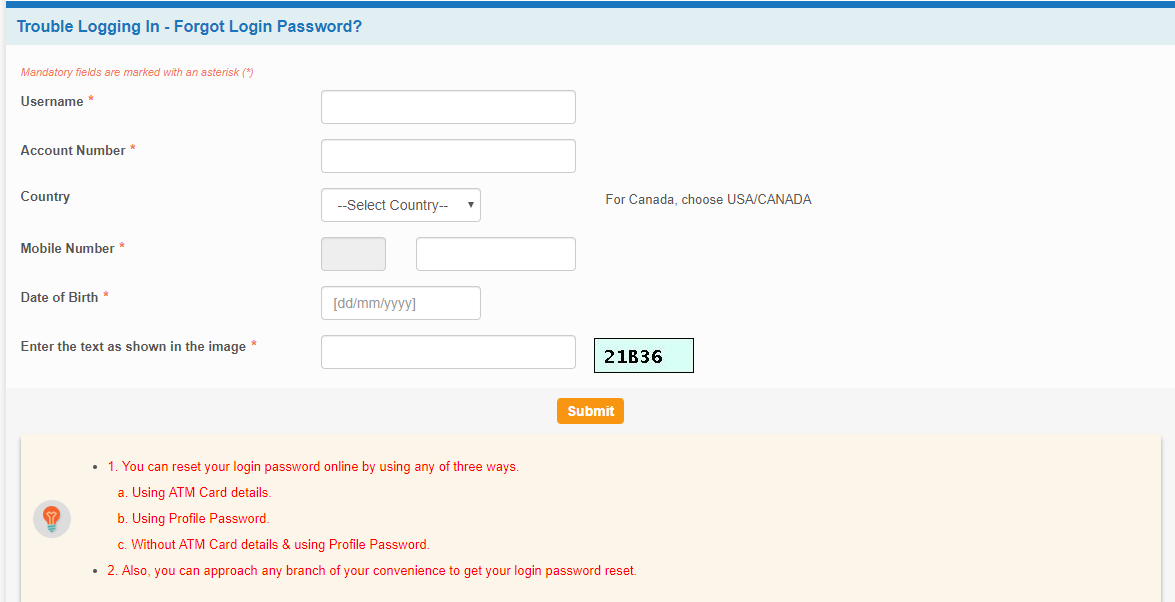 Trouble Logging In - Forgot Login Password?
Mandatory fields are marked with an asterisk (*)
Username *
Account Number *
Country --Select Country-- For Canada, choose USA/CANADA
Mobile Number *
Date of Birth * [dd/mm/yyyy]
Enter the text as shown in the image * 21B36
Submit
1. You can reset your login password online by using any of three ways.
a. Using ATM Card details.
b. Using Profile Password.
c. Without ATM Card details & using Profile Password.
2. Also, you can approach any branch of your convenience to get your login password reset.